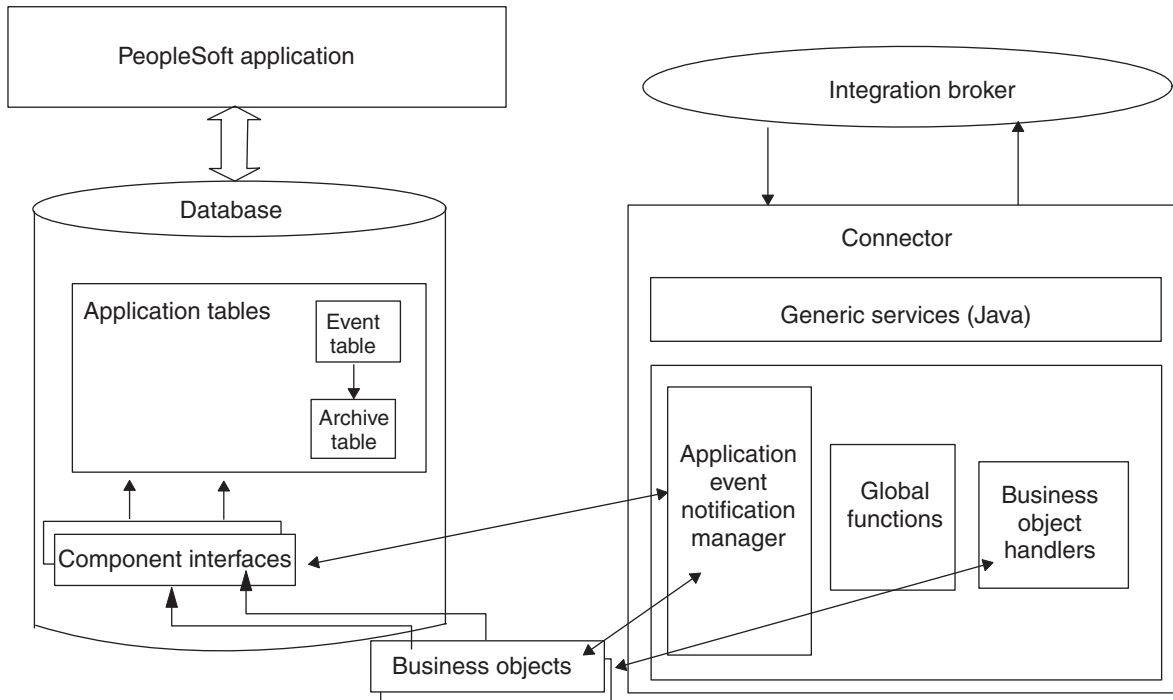 PeopleSoft application
Integration broker
Database
Connector
Application tables
Event
table
Archive
table
Generic services (Java)
Application
event
notification
manager
Global
functions
Business
object
handlers
Component interfaces
Business objects